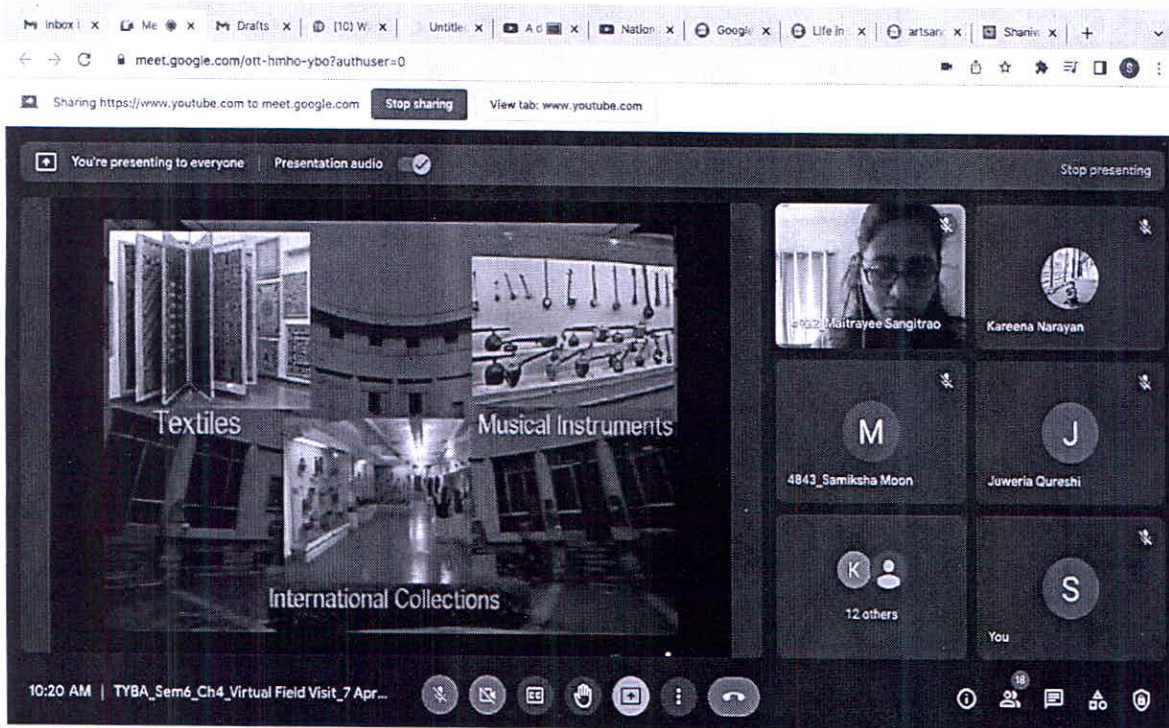 Inbox
Me
Drafts
(10) W
Untitle
A d
Nation
Google
Life in
artsan
Shaniv
meet.google.com/ott-hmho-ybo?authuser=0
S
Sharing https://www.youtube.com to meet.google.com
Stop sharing
View tab: www.youtube.com
You're presenting to everyone
Presentation audio
Stop presenting
Textiles
Musical Instruments
International Collections
Maitrayee Sangitrao
Kareena Narayan
M
4843_Samiksha Moon
J
Juweria Qureshi
K
12 others
S
You
10:20 AM | TYBA_Sem6_Ch4_Virtual Field Visit_7 Apr...
CC
18